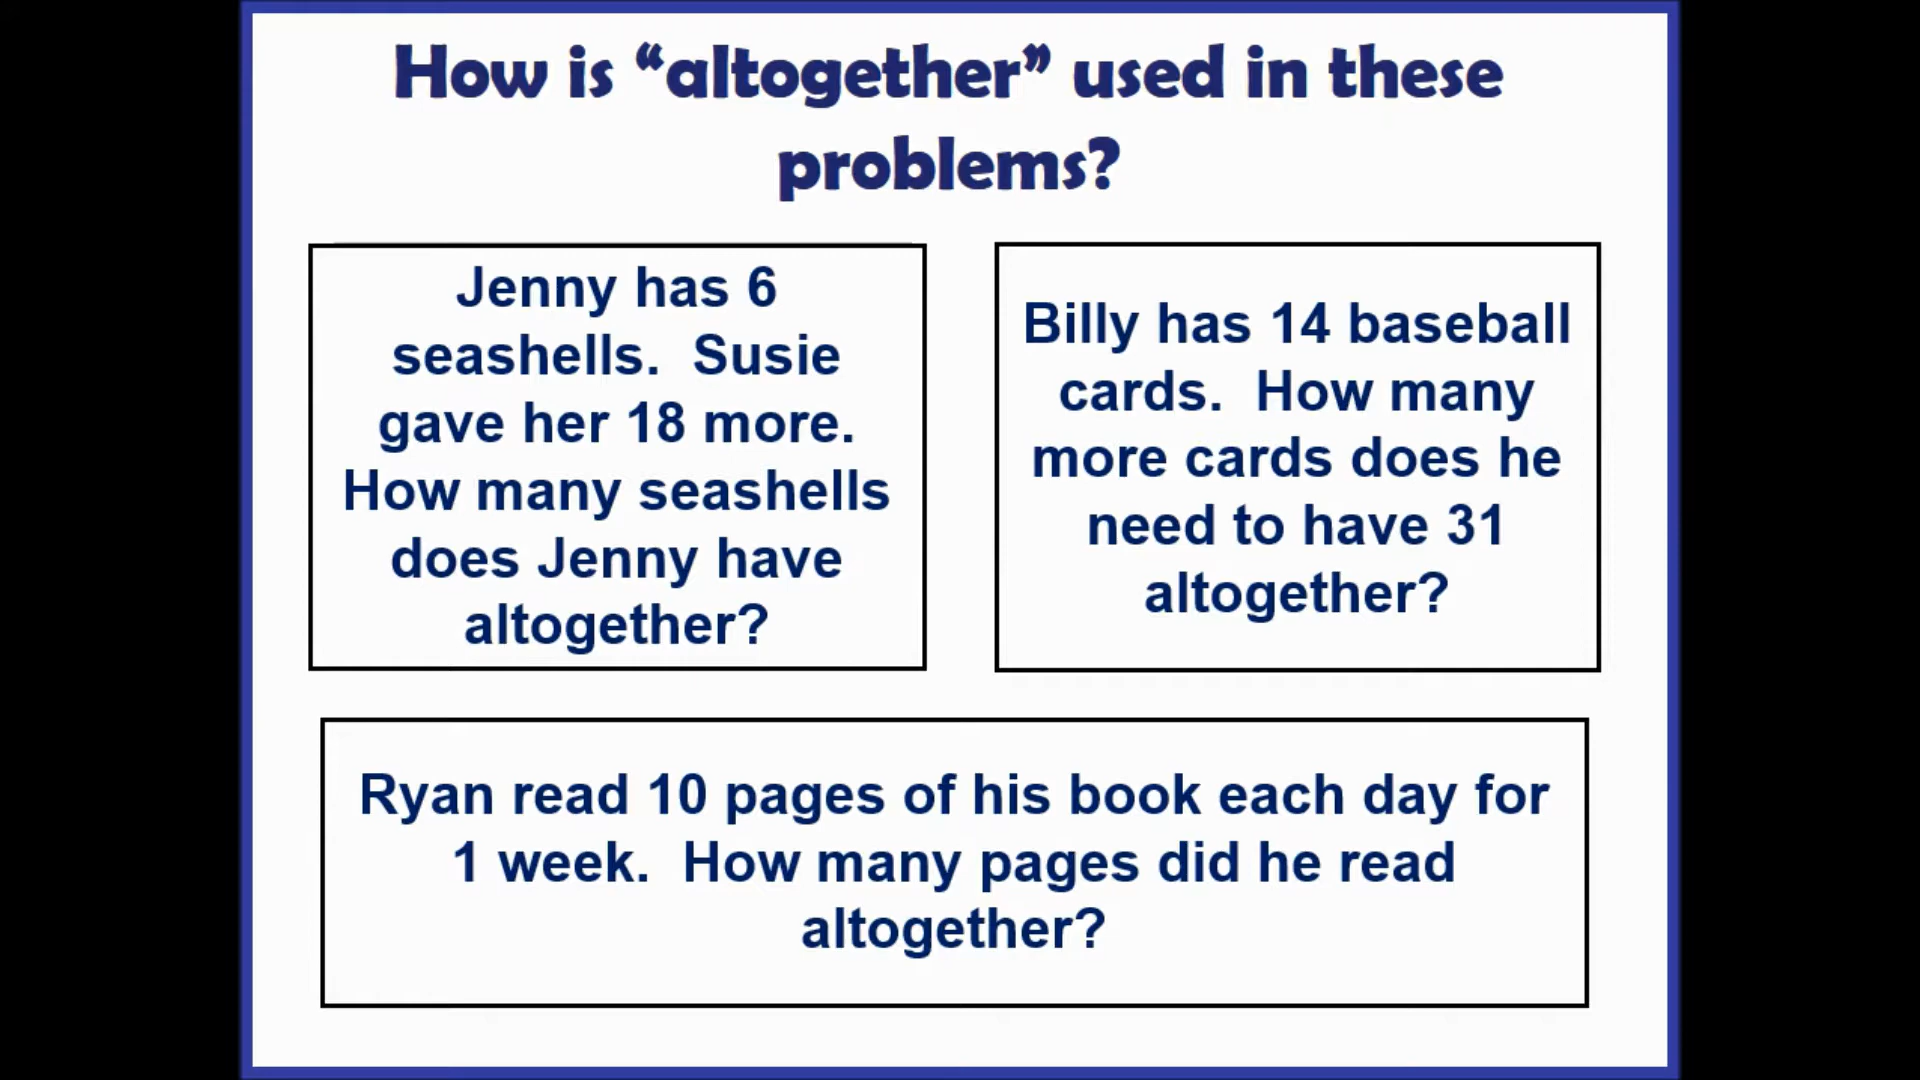 How is “altogether” used in these
problems?
Jenny has 6
seashells.  Susie
gave her 18 more.
How many seashells
does Jenny have
altogether?
Billy has 14 baseball
cards.  How many
more cards does he
need to have 31
altogether?
Ryan read 10 pages of his book each day for
1 week.  How many pages did he read
altogether?